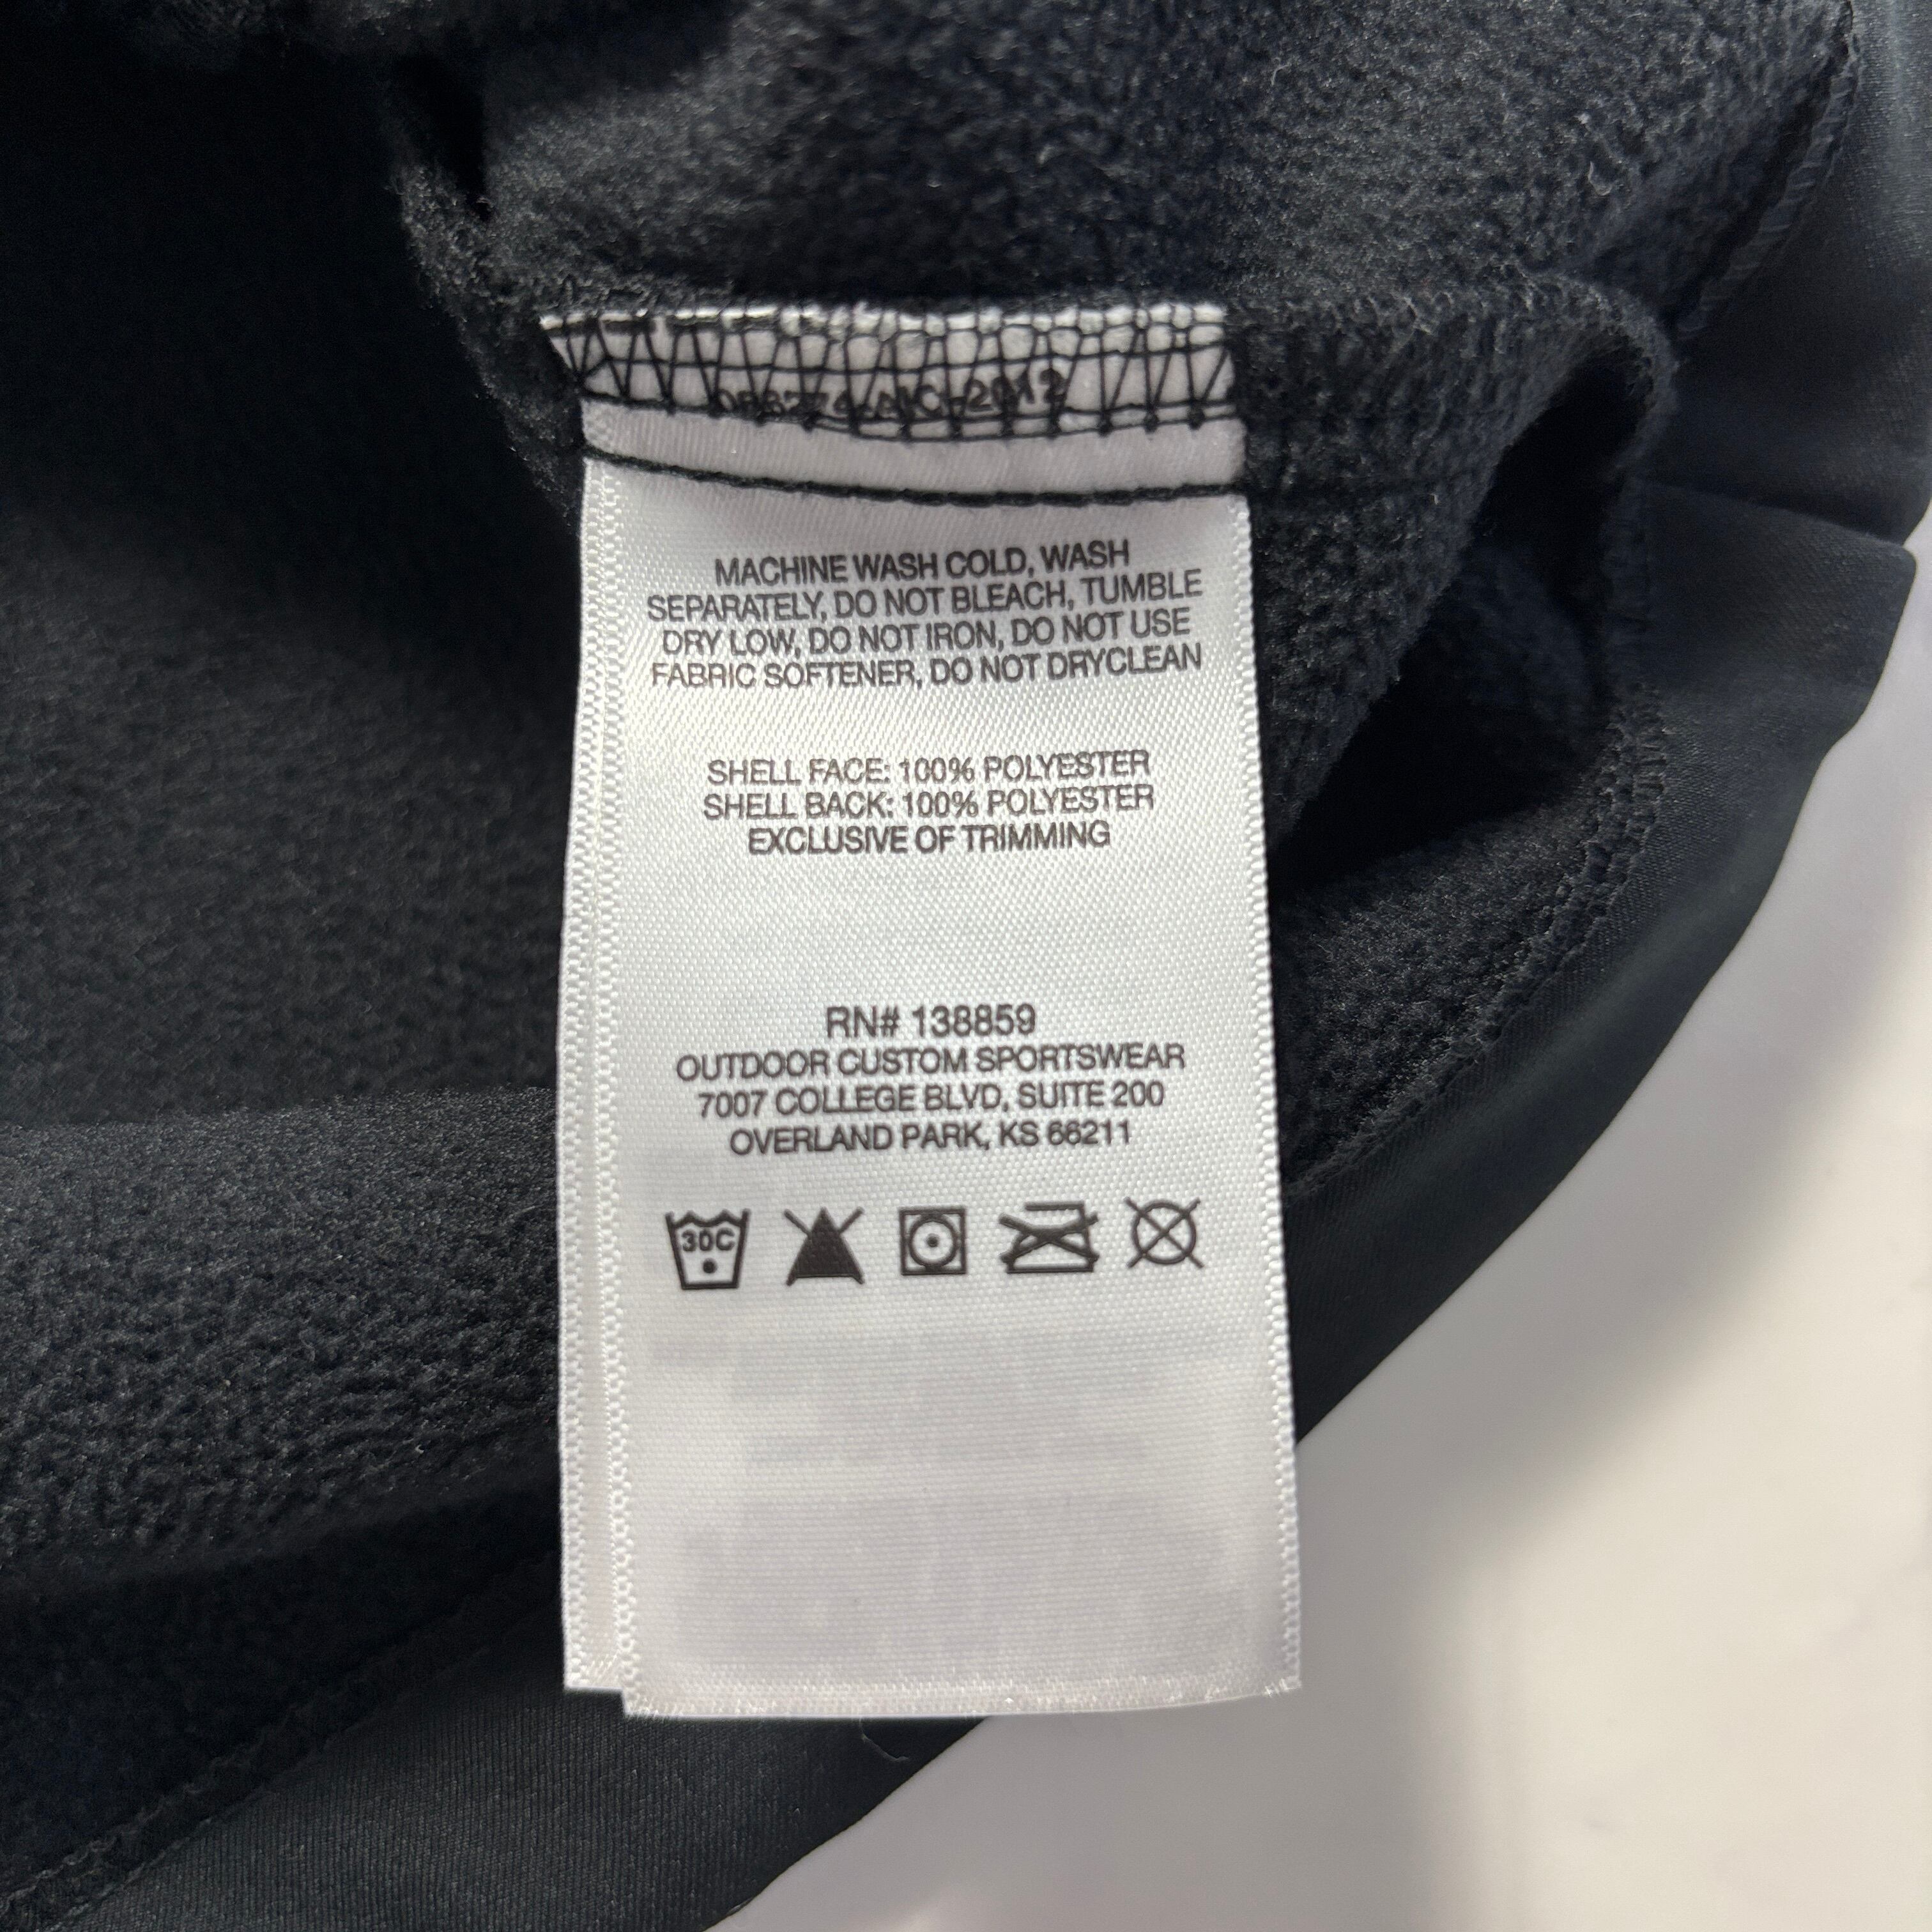 MACHINE WASH COLD, WASH
SEPARATELY, DO NOT BLEACH, TUMBLE
DRY LOW, DO NOT IRON, DO NOT USE
FABRIC SOFTENER, DO NOT DRYCLEAN
SHELL FACE: 100% POLYESTER
SHELL BACK: 100% POLYESTER
EXCLUSIVE OF TRIMMING
RN# 138859
OUTDOOR CUSTOM SPORTSWEAR
7007 COLLEGE BLVD, SUITE 200
OVERLAND PARK, KS 66211
30C